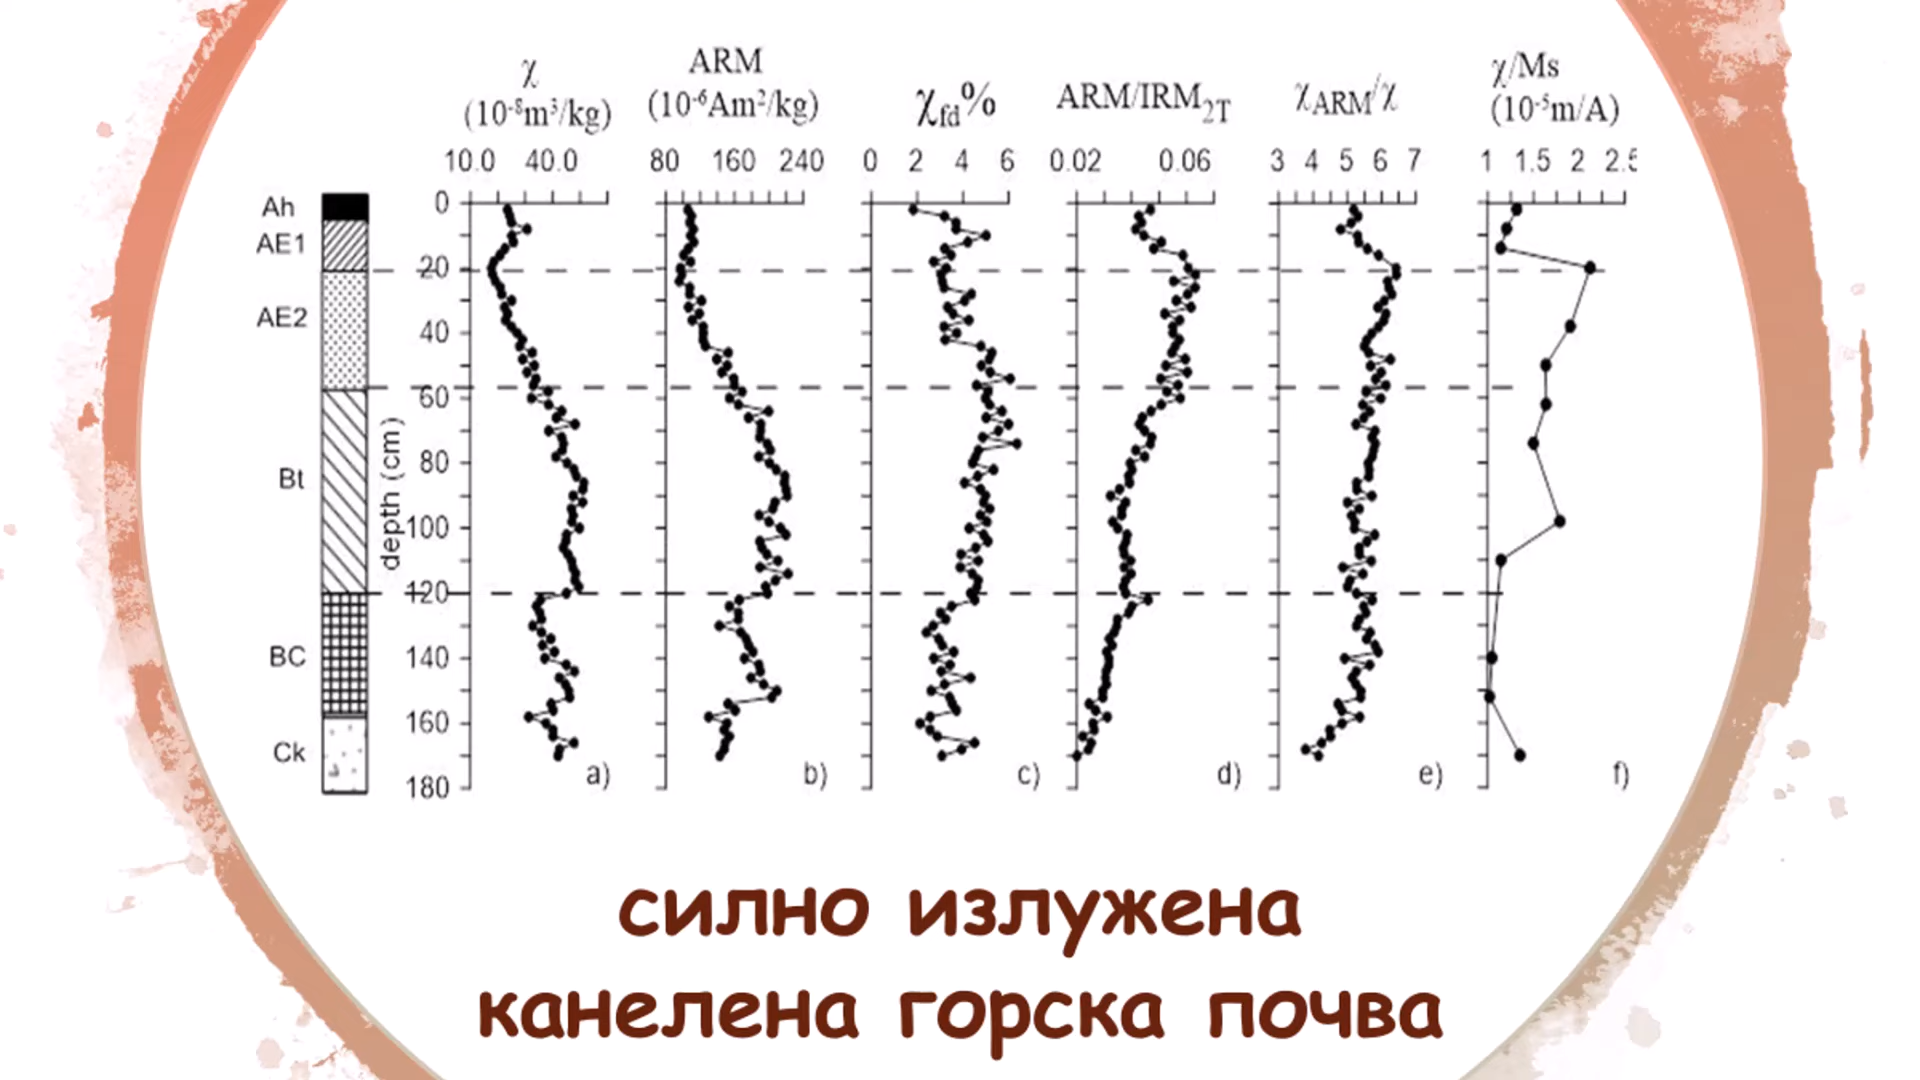 χ
(10⁻⁸m³/kg)
ARM
(10⁻⁶Am²/kg)
χfd%
ARM/IRM2T
χARM/χ
χ/Ms
(10⁻⁵m/A)
10.0 40.0
80 160 240
0 2 4 6
0.02 0.06
3 4 5 6 7
1 1.5 2 2.5
Ah
AE1
AE2
Bt
BC
Ck
depth (cm)
0
20
40
60
80
100
120
140
160
180
a)
b)
c)
d)
e)
f)
силно излужена
канелена горска почва